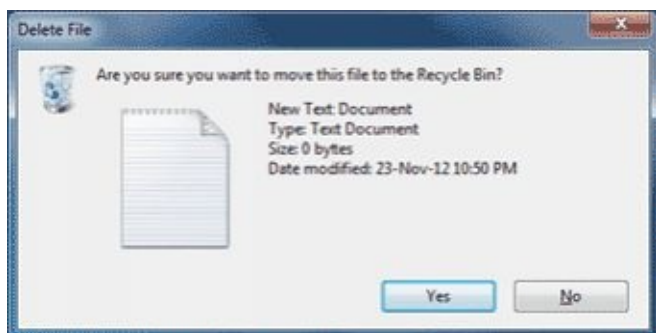 Delete File
Are you sure you want to move this file to the Recycle Bin?
New Text Document
Type: Text Document
Size: 0 bytes
Date modified: 23-Nov-12 10:50 PM
Yes
No